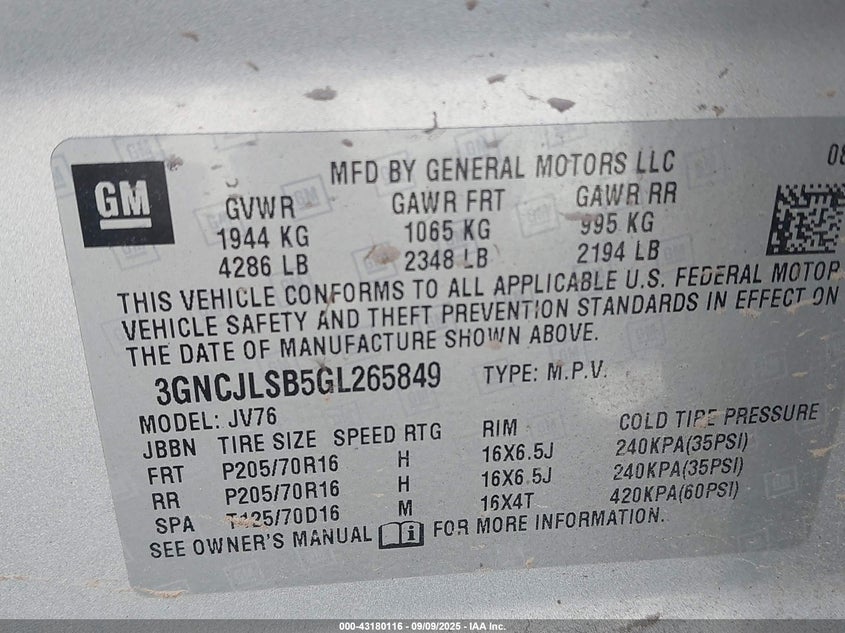 GM
MFD BY GENERAL MOTORS LLC
08
GVWR GAWR FRT GAWR RR
1944 KG 1065 KG 995 KG
4286 LB 2348 LB 2194 LB
THIS VEHICLE CONFORMS TO ALL APPLICABLE U.S. FEDERAL MOTOR
VEHICLE SAFETY AND THEFT PREVENTION STANDARDS IN EFFECT ON
THE DATE OF MANUFACTURE SHOWN ABOVE.
3GNCJLSB5GL265849 TYPE: M.P.V.
MODEL: JV76
JBBN TIRE SIZE SPEED RTG RIM COLD TIRE PRESSURE
FRT P205/70R16 H 16X6.5J 240KPA(35PSI)
RR P205/70R16 H 16X6.5J 240KPA(35PSI)
SPA T125/70D16 M 16X4T 420KPA(60PSI)
SEE OWNER'S MANUAL i FOR MORE INFORMATION.
000-43180116 - 09/09/2025 - IAA Inc.